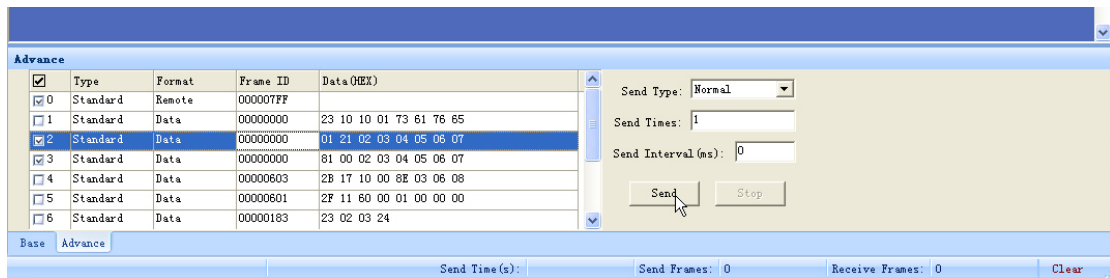 Advance
Type Format Frame ID Data(HEX)
0 Standard Remote 000007FF
1 Standard Data 00000000 23 10 10 01 73 61 76 65
2 Standard Data 00000000 01 21 02 03 04 05 06 07
3 Standard Data 00000000 81 00 02 03 04 05 06 07
4 Standard Data 00000603 2B 17 10 00 8E 03 06 08
5 Standard Data 00000601 2F 11 60 00 01 00 00 00
6 Standard Data 00000183 23 02 03 24
Send Type: Normal
Send Times: 1
Send Interval(ms): 0
Send Stop
Base Advance
Send Time(s): Send Frames: 0 Receive Frames: 0 Clear